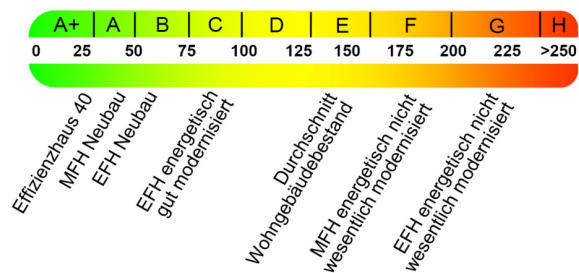 A+ A B C D E F G H
0 25 50 75 100 125 150 175 200 225 >250
Effizienzhaus 40
MFH Neubau
EFH Neubau
EFH energetisch
gut modernisiert
Durchschnitt
Wohngebäudebestand
MFH energetisch nicht
wesentlich modernisiert
EFH energetisch nicht
wesentlich modernisiert